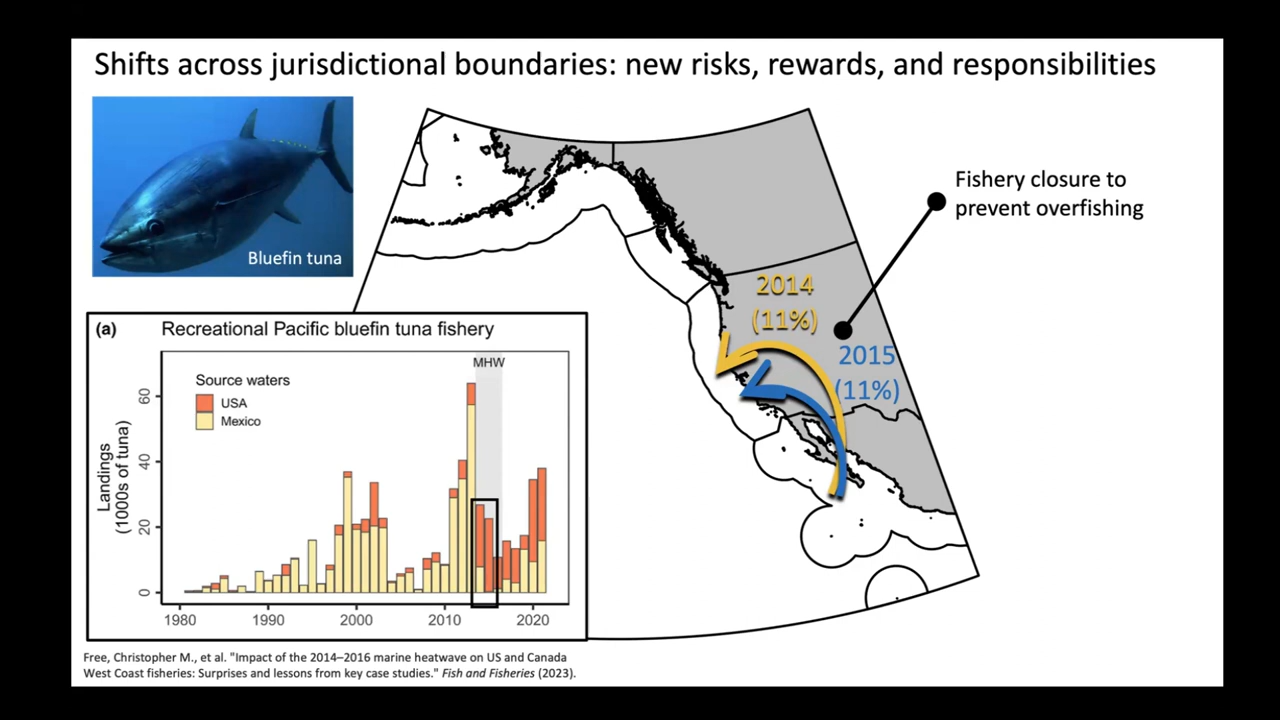 Shifts across jurisdictional boundaries: new risks, rewards, and responsibilities
Bluefin tuna
Fishery closure to
prevent overfishing
2014
(11%)
2015
(11%)
(a)
Recreational Pacific bluefin tuna fishery
MHW
Source waters
USA
Mexico
Landings
(1000s of tuna)
60
40
20
0
1980
1990
2000
2010
2020
Free, Christopher M., et al. "Impact of the 2014–2016 marine heatwave on US and Canada
West Coast fisheries: Surprises and lessons from key case studies." Fish and Fisheries (2023).